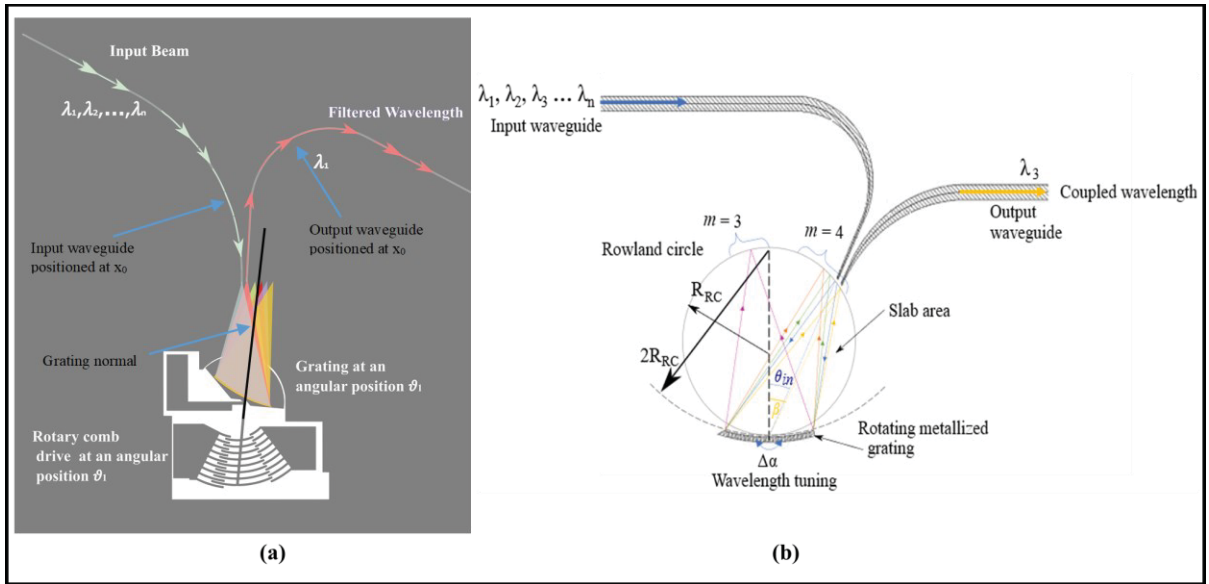 Input Beam
λ₁,λ₂,...,λₙ
Filtered Wavelength
λ₁
Input waveguide
positioned at x₀
Output waveguide
positioned at x₀
Grating normal
Grating at an
angular position ϑ₁
Rotary comb
drive at an angular
position ϑ₁
(a)
λ₁, λ₂, λ₃ ... λₙ
Input waveguide
λ₃
Coupled wavelength
Output
waveguide
m = 3
m = 4
Rowland circle
R_RC
Slab area
2R_RC
θin
β
Rotating metallized
grating
Δα
Wavelength tuning
(b)